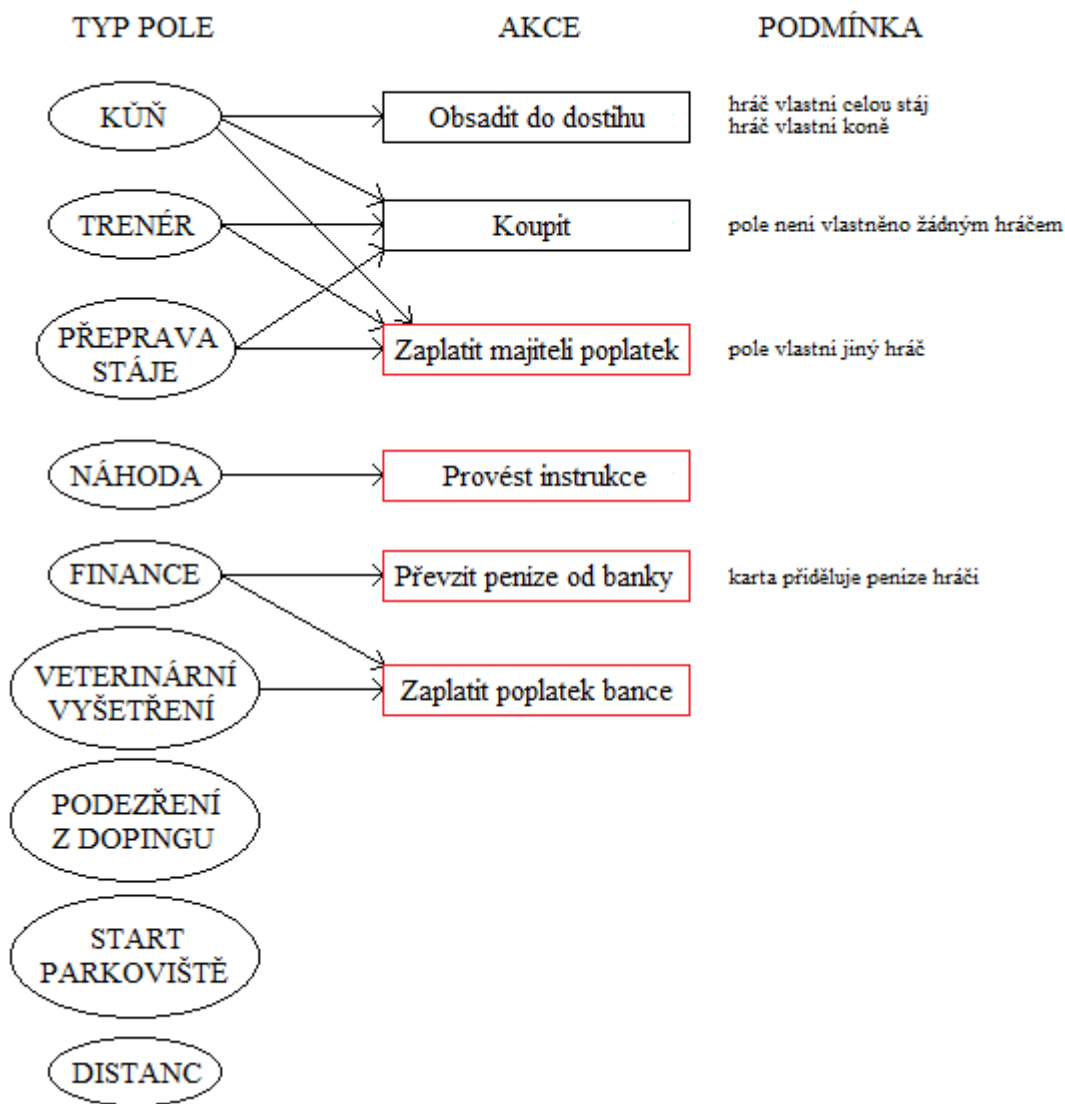 TYP POLE AKCE PODMÍNKA
KŮŇ Obsadit do dostihu hráč vlastní celou stáj
hráč vlastní koně
TRENÉR Koupit pole není vlastněno žádným hráčem
PŘEPRAVA
STÁJE
Zaplatit majiteli poplatek pole vlastní jiný hráč
NÁHODA Provést instrukce
FINANCE Převzít peníze od banky karta přiděluje peníze hráči
VETERINÁRNÍ
VYŠETŘENÍ
Zaplatit poplatek bance
PODEZŘENÍ
Z DOPINGU
START
PARKOVIŠTĚ
DISTANC